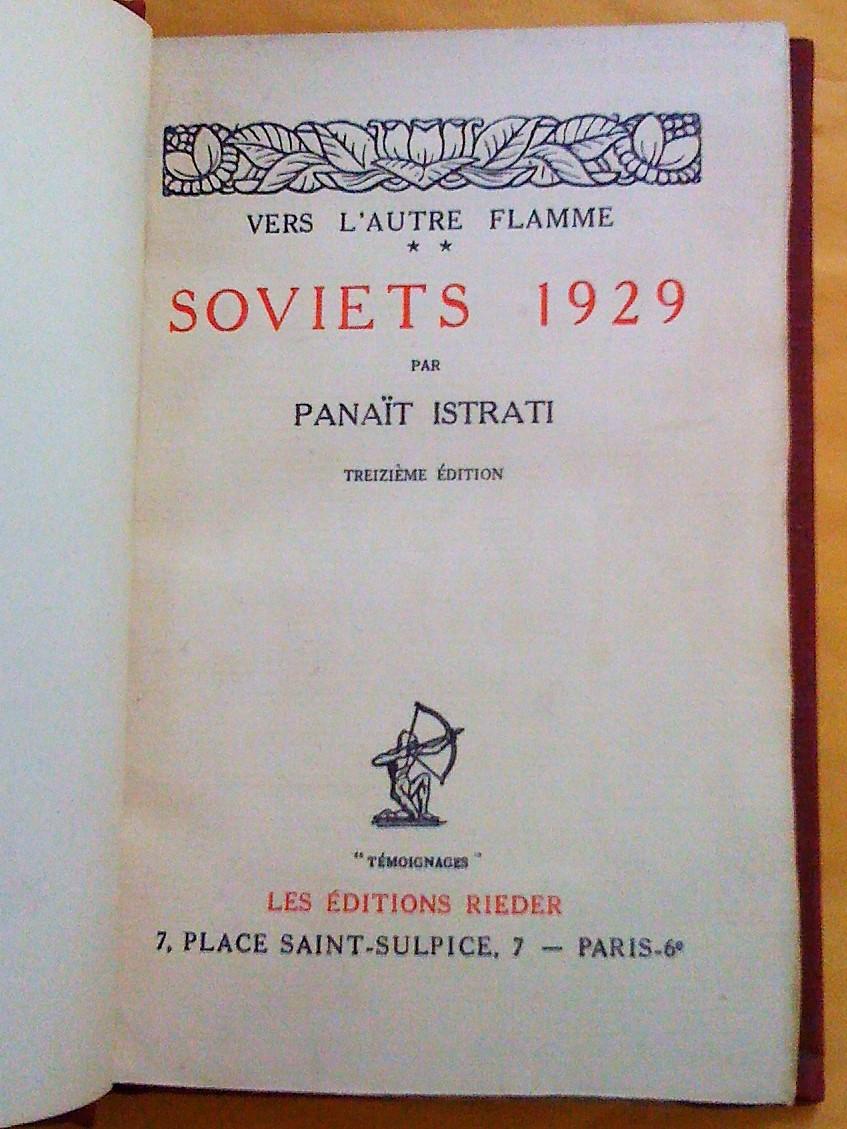 VERS L'AUTRE FLAMME
★ ★
SOVIETS 1929
PAR
PANAÏT ISTRATI
TREIZIÈME ÉDITION
"TÉMOIGNAGES"
LES ÉDITIONS RIEDER
7, PLACE SAINT-SULPICE, 7 — PARIS-6e